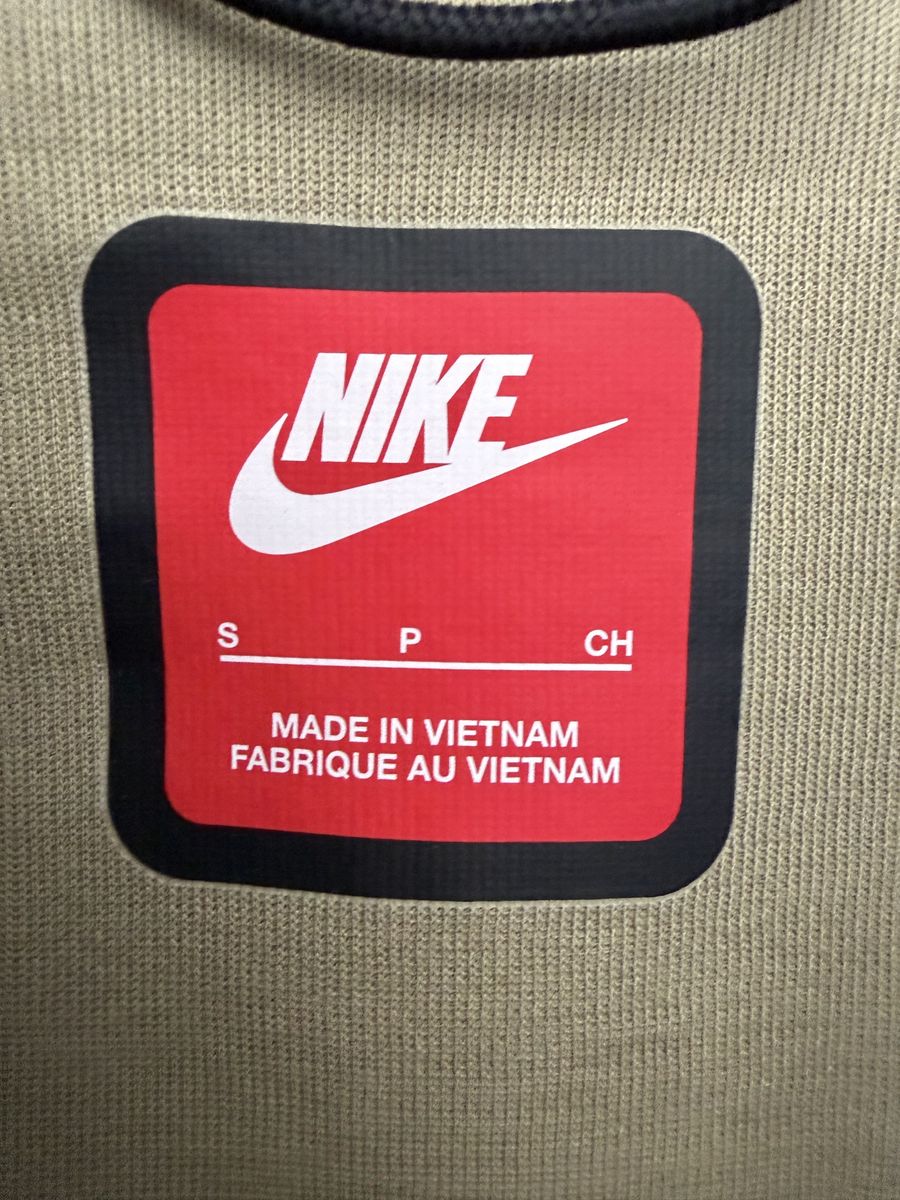 NIKE
S P CH
MADE IN VIETNAM
FABRIQUE AU VIETNAM